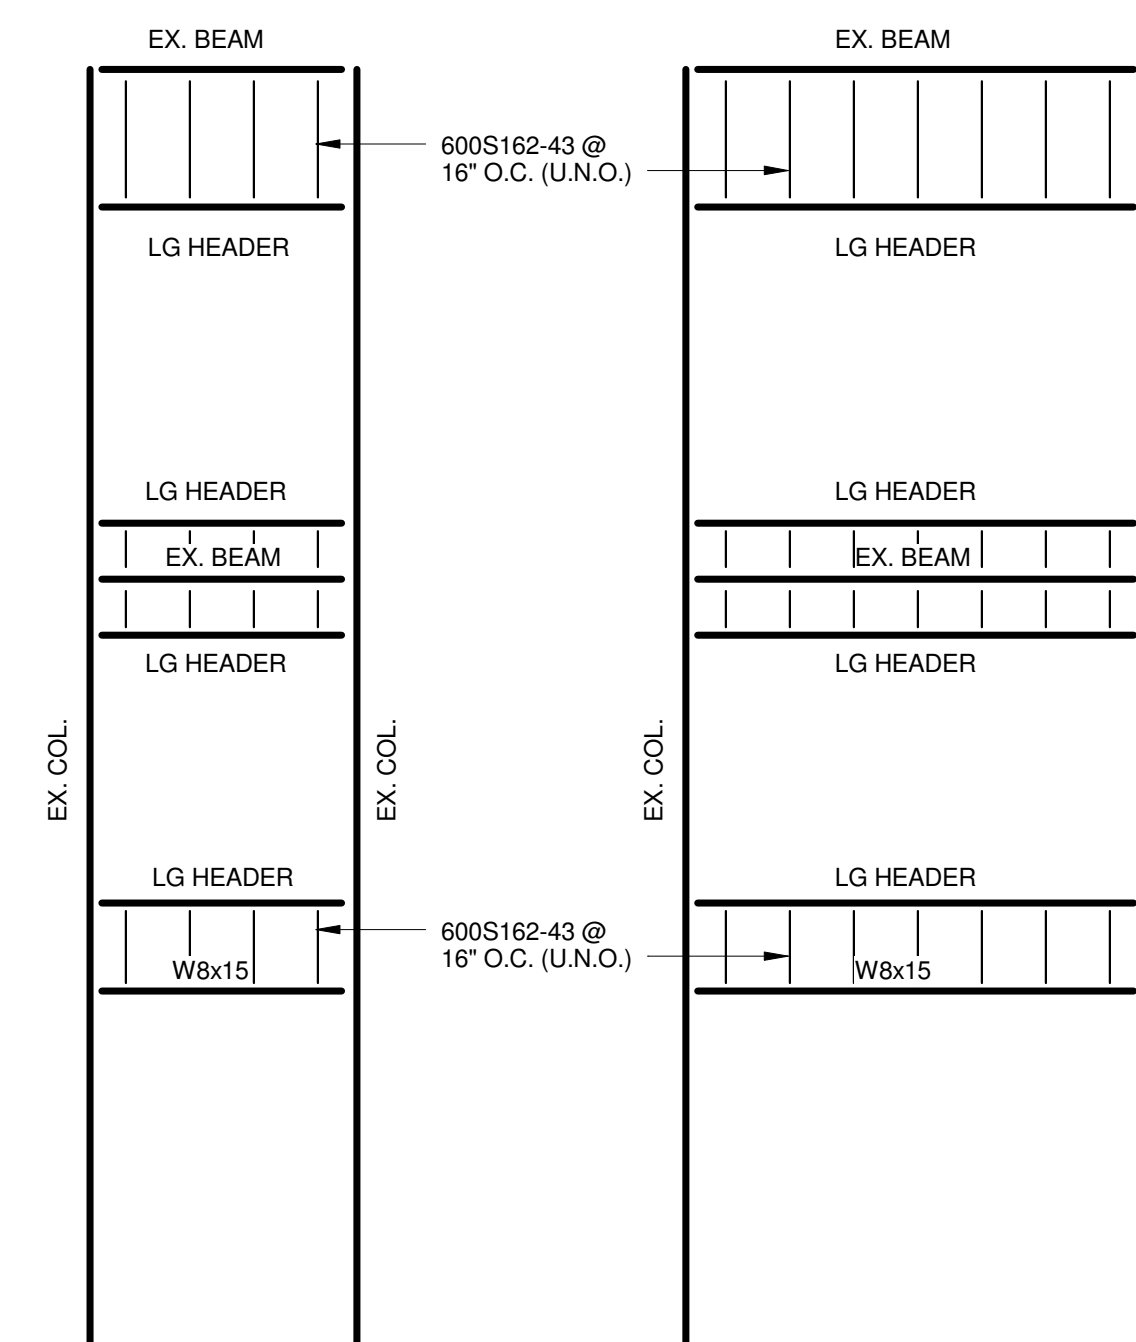 EX. BEAM
EX. BEAM
600S162-43 @
16" O.C. (U.N.O.)
LG HEADER
LG HEADER
LG HEADER
LG HEADER
EX. BEAM
EX. BEAM
LG HEADER
LG HEADER
EX. COL.
EX. COL.
EX. COL.
LG HEADER
LG HEADER
600S162-43 @
16" O.C. (U.N.O.)
W8x15
W8x15